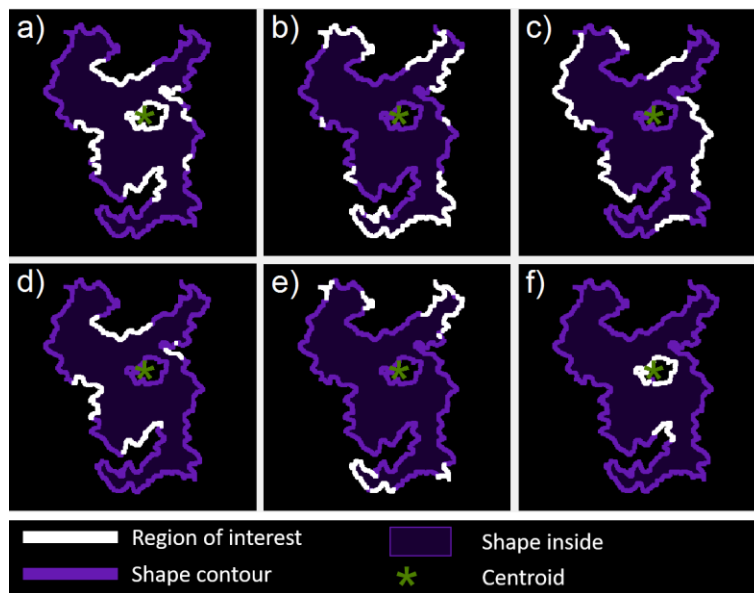 a) b) c)
d) e) f)
Region of interest Shape inside
Shape contour Centroid